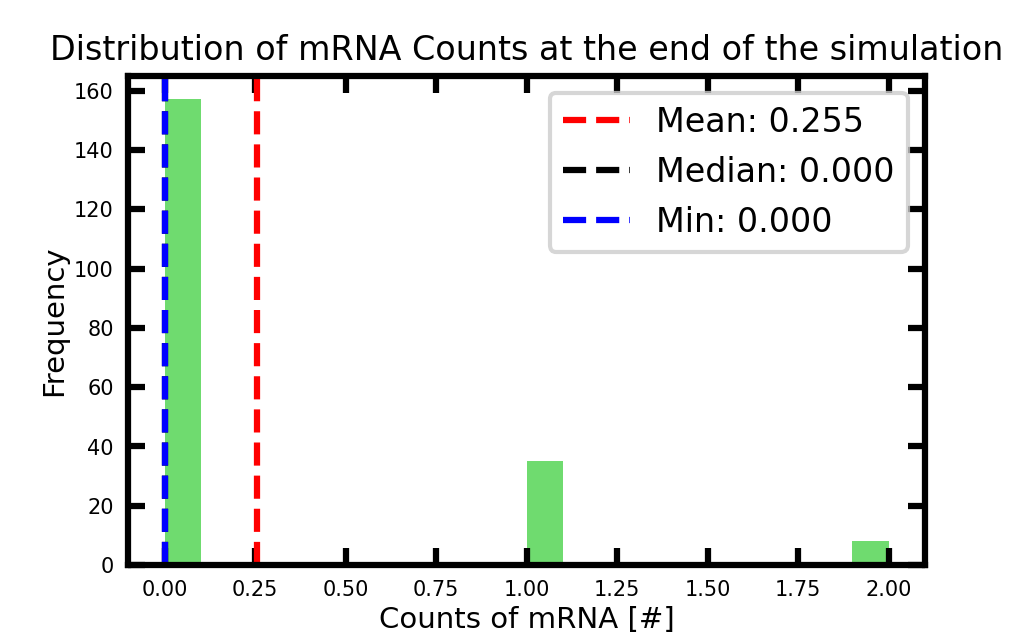 Distribution of mRNA Counts at the end of the simulation
Mean: 0.255
Median: 0.000
Min: 0.000
Frequency
160
140
120
100
80
60
40
20
0
0.00 0.25 0.50 0.75 1.00 1.25 1.50 1.75 2.00
Counts of mRNA [#]